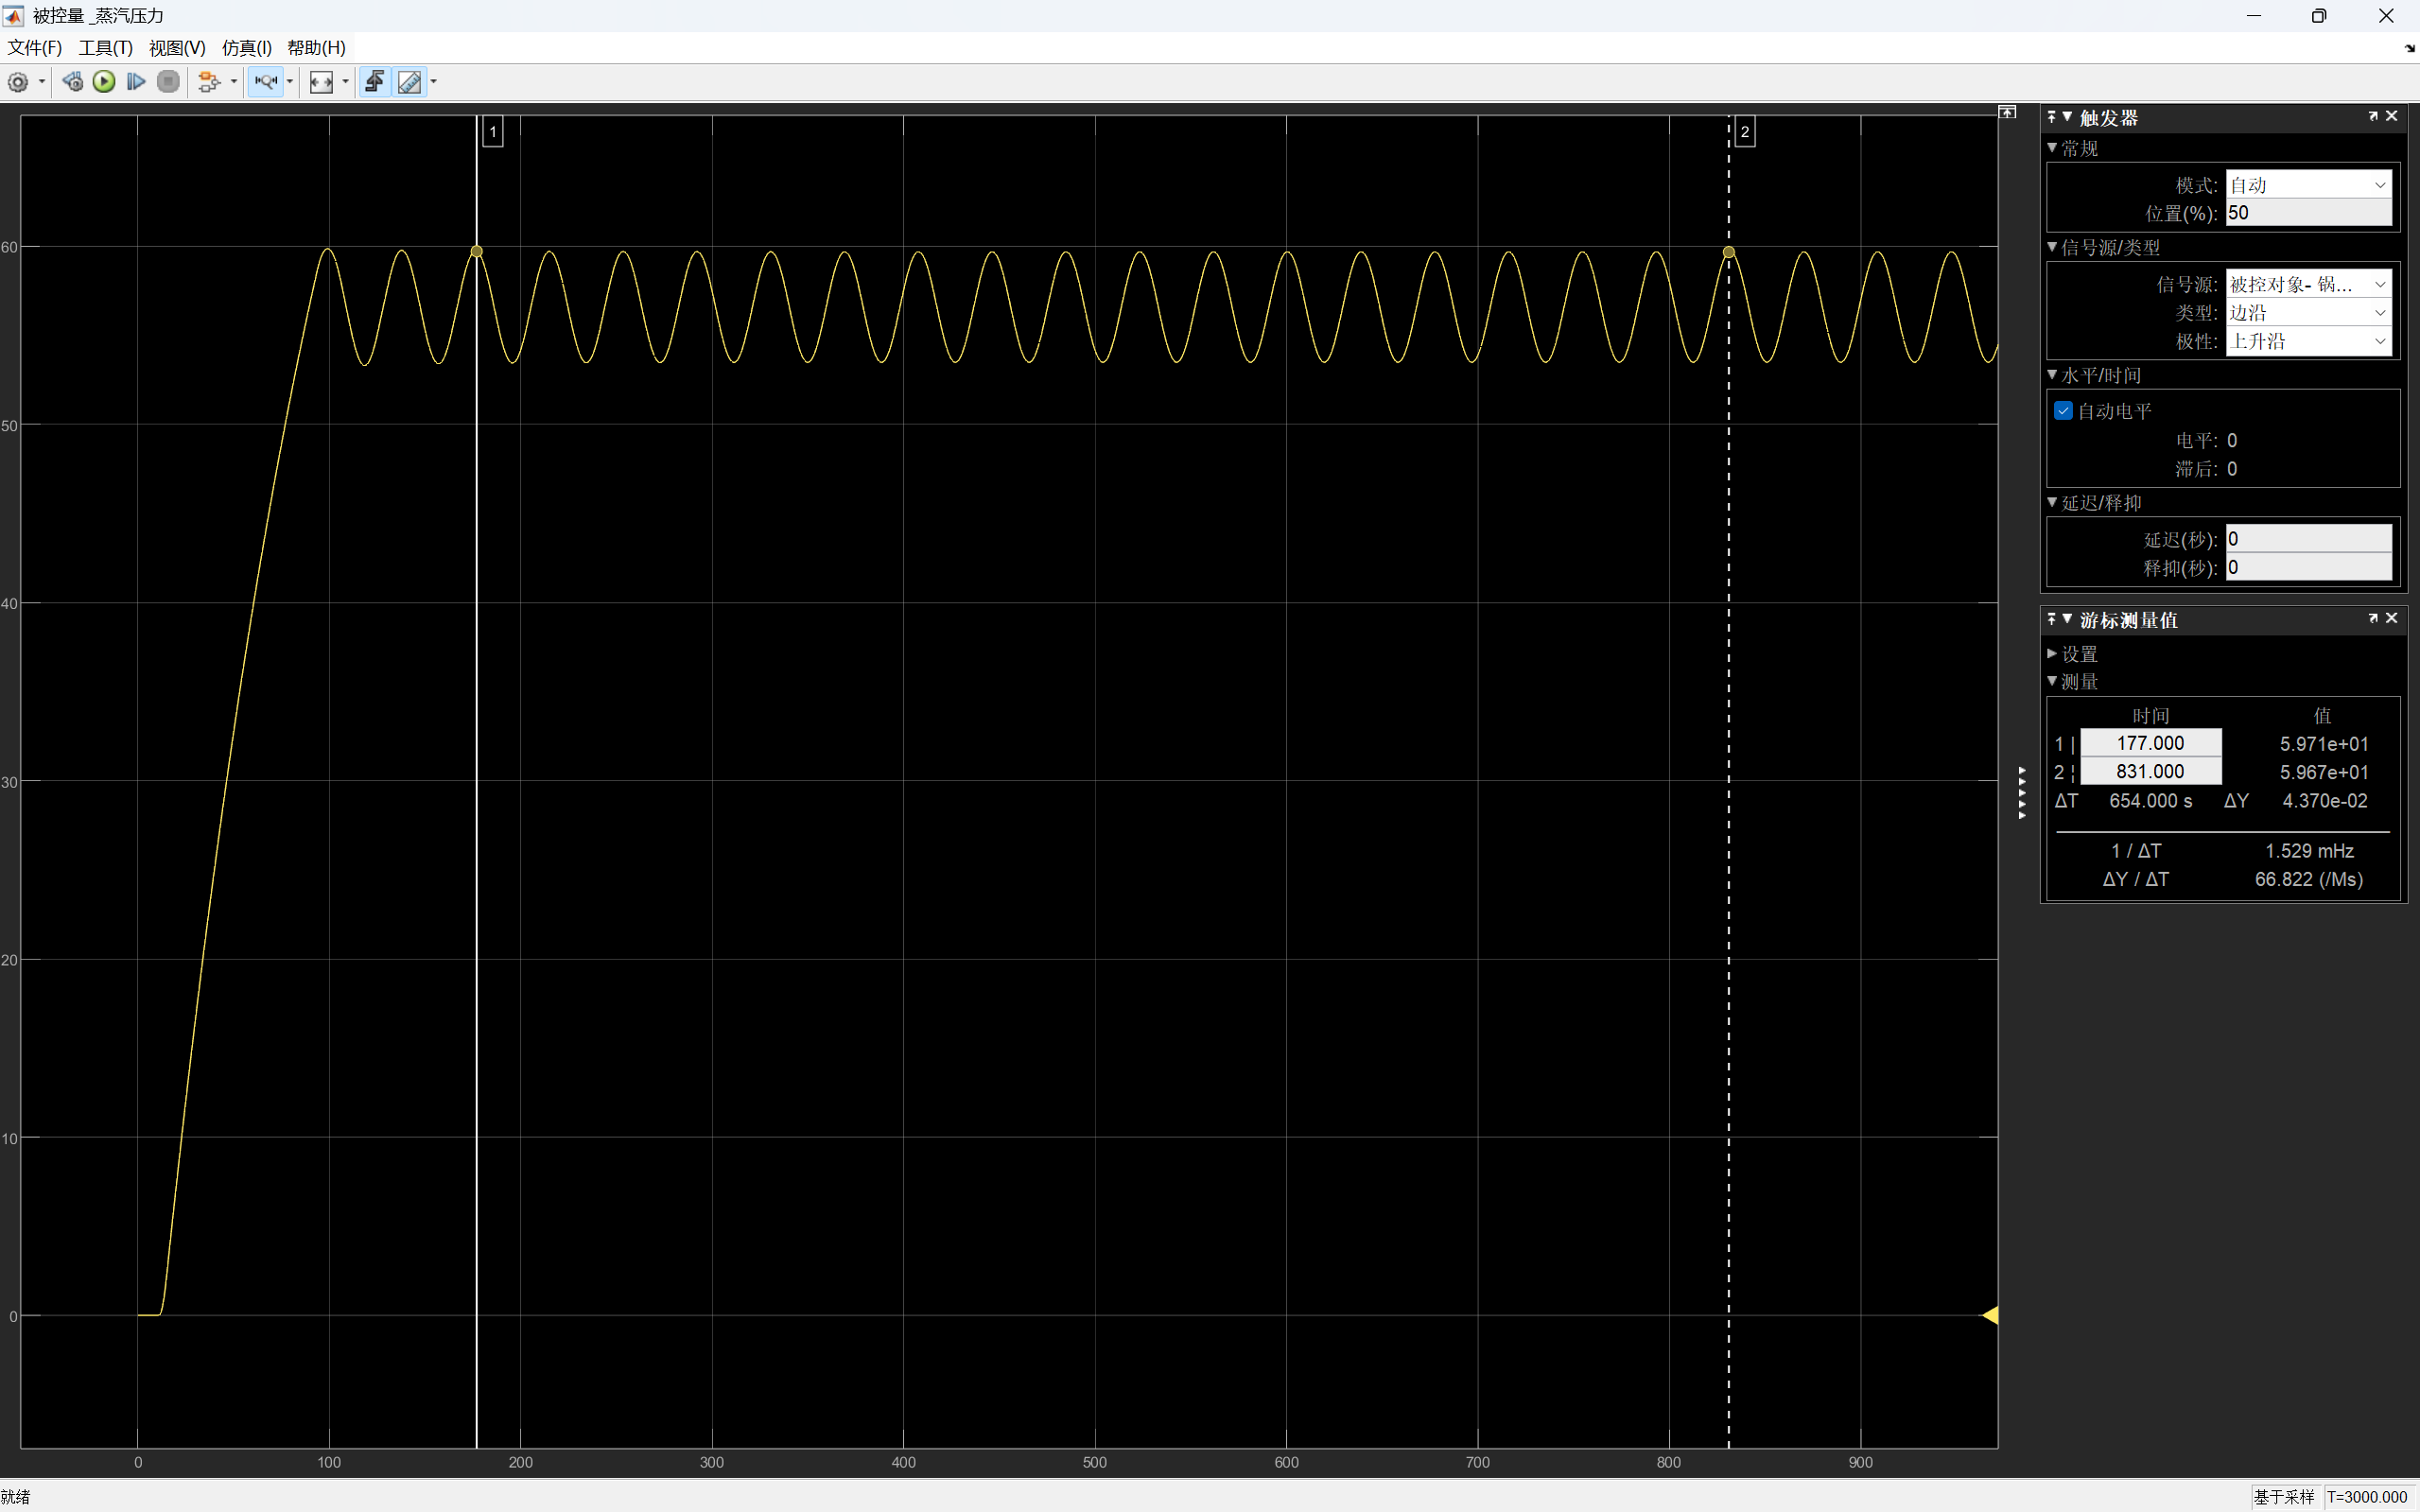 被控量 _蒸汽压力
文件(F) 工具(T) 视图(V) 仿真(I) 帮助(H)
1
2
60
50
40
30
20
10
0
0 100 200 300 400 500 600 700 800 900
触发器
常规
模式: 自动
位置(%): 50
信号源/类型
信号源: 被控对象- 锅...
类型: 边沿
极性: 上升沿
水平/时间
自动电平
电平: 0
滞后: 0
延迟/释抑
延迟(秒): 0
释抑(秒): 0
游标测量值
设置
测量
时间 值
1 | 177.000 5.971e+01
2 ¦ 831.000 5.967e+01
ΔT 654.000 s ΔY 4.370e-02
1 / ΔT 1.529 mHz
ΔY / ΔT 66.822 (/Ms)
就绪
基于采样 T=3000.000